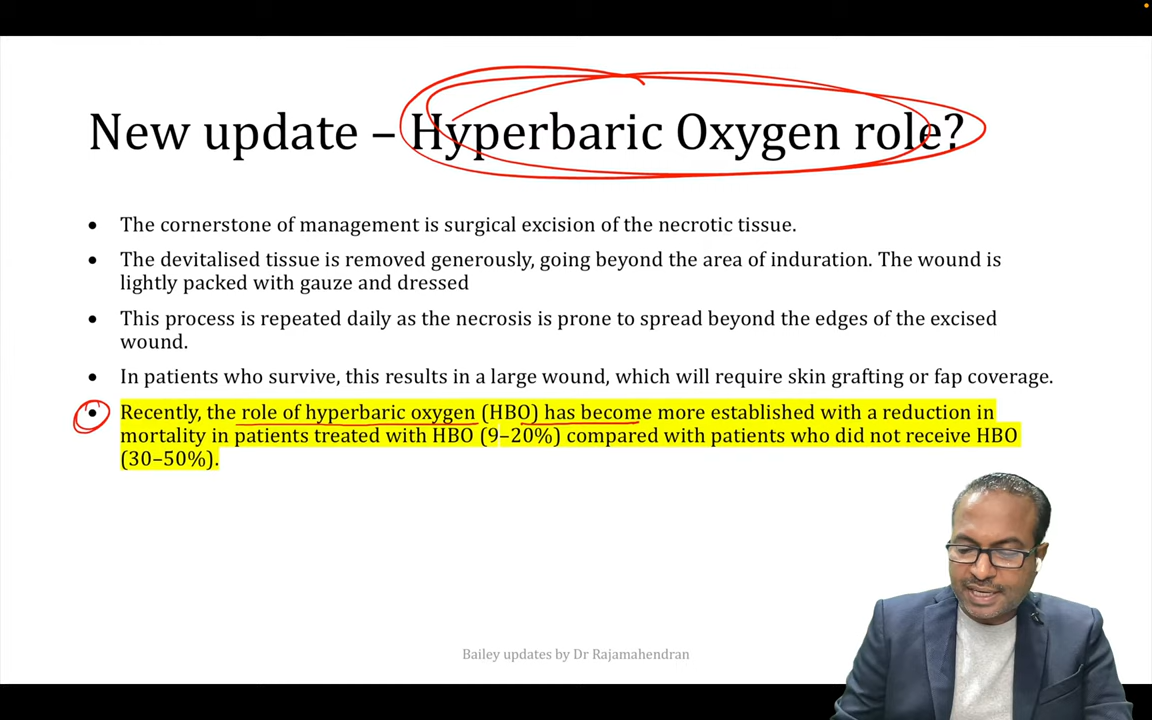 New update – Hyperbaric Oxygen role?
• The cornerstone of management is surgical excision of the necrotic tissue.
• The devitalised tissue is removed generously, going beyond the area of induration. The wound is
lightly packed with gauze and dressed
• This process is repeated daily as the necrosis is prone to spread beyond the edges of the excised
wound.
• In patients who survive, this results in a large wound, which will require skin grafting or fap coverage.
• Recently, the role of hyperbaric oxygen (HBO) has become more established with a reduction in
mortality in patients treated with HBO (9–20%) compared with patients who did not receive HBO
(30–50%).
Bailey updates by Dr Rajamahendran